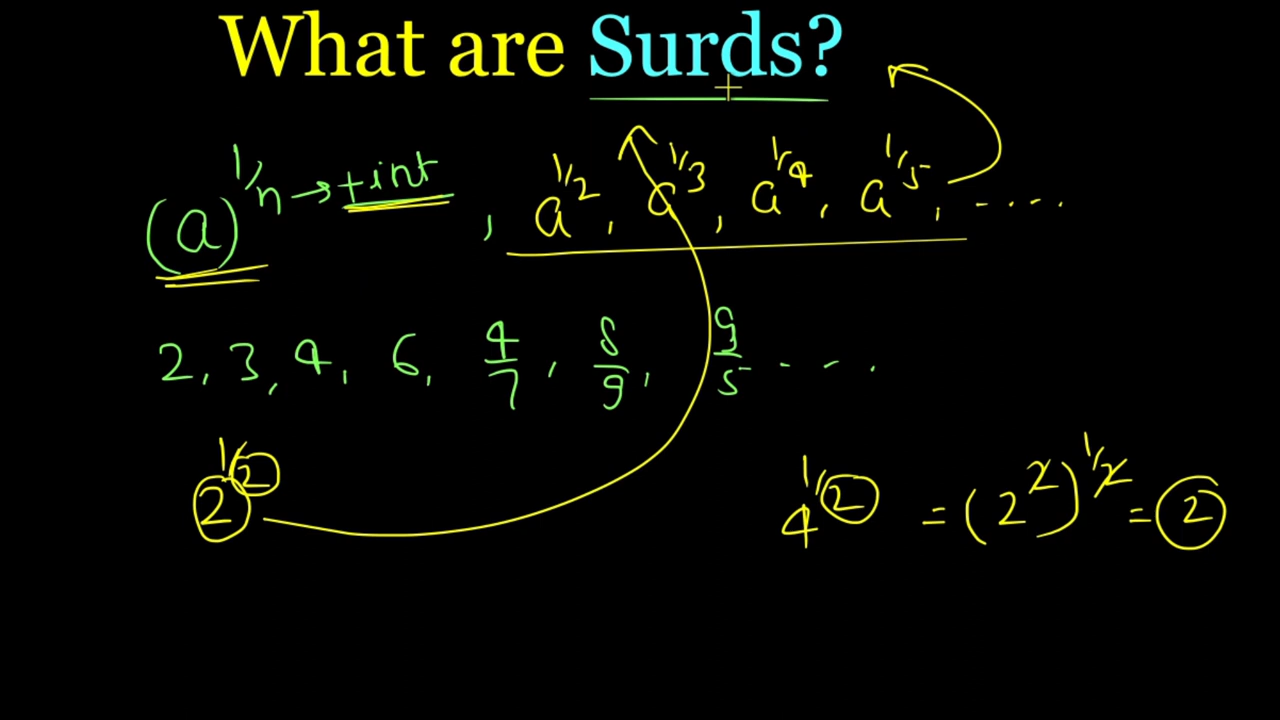 What are Surds?
(a)^1/n → +int , a^1/2, a^1/3, a^1/4, a^1/5, -....
2, 3, 4, 6, 4/7, 8/9, 9/5 - - .
2^1/2
4^1/2 = (2^2)^1/2 = 2